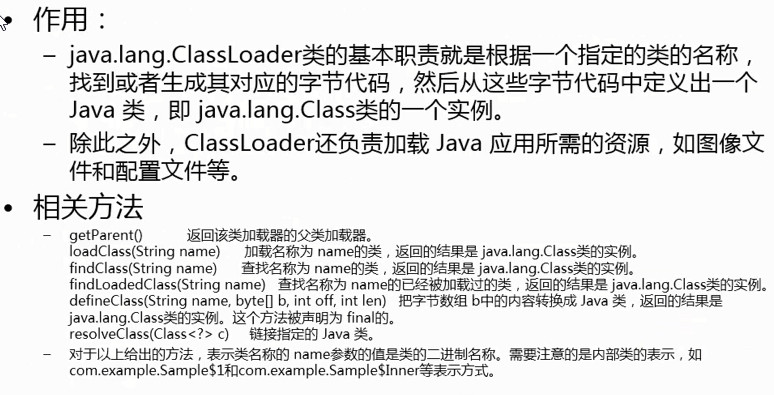 • 作用：
– java.lang.ClassLoader类的基本职责就是根据一个指定的类的名称，
找到或者生成其对应的字节代码，然后从这些字节代码中定义出一个
Java 类，即 java.lang.Class类的一个实例。
– 除此之外，ClassLoader还负责加载 Java 应用所需的资源，如图像文
件和配置文件等。
• 相关方法
– getParent() 返回该类加载器的父类加载器。
loadClass(String name) 加载名称为 name的类，返回的结果是 java.lang.Class类的实例。
findClass(String name) 查找名称为 name的类，返回的结果是 java.lang.Class类的实例。
findLoadedClass(String name) 查找名称为 name的已经被加载过的类，返回的结果是 java.lang.Class类的实例。
defineClass(String name, byte[] b, int off, int len) 把字节数组 b中的内容转换成 Java 类，返回的结果是
java.lang.Class类的实例。这个方法被声明为 final的。
resolveClass(Class<?> c) 链接指定的 Java 类。
– 对于以上给出的方法，表示类名称的 name参数的值是类的二进制名称。需要注意的是内部类的表示，如
com.example.Sample$1和com.example.Sample$Inner等表示方式。